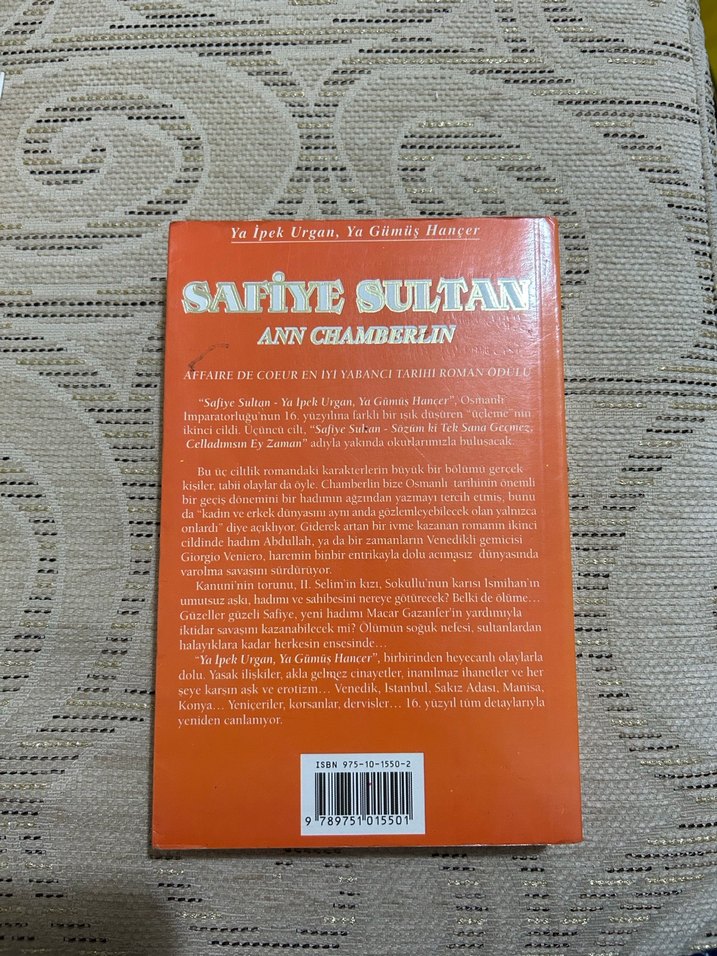 Ya İpek Urgan, Ya Gümüş Hançer
SAFİYE SULTAN
ANN CHAMBERLIN
AFFAIRE DE COEUR EN İYİ YABANCI TARİHİ ROMAN ÖDÜLÜ
"Safiye Sultan - Ya İpek Urgan, Ya Gümüş Hançer", Osmanlı
İmparatorluğu'nun 16. yüzyılına farklı bir ışık düşüren "üçleme"nin
ikinci cildi. Üçüncü cilt, "Safiye Sultan - Sözüm ki Tek Sana Geçmez,
Celladımsın Ey Zaman" adıyla yakında okurlarımızla buluşacak.
Bu üç ciltlik romandaki karakterlerin büyük bir bölümü gerçek
kişiler, tabii olaylar da öyle. Chamberlin bize Osmanlı tarihinin önemli
bir geçiş dönemini bir hadımın ağzından yazmayı tercih etmiş, bunu
da "kadın ve erkek dünyasını aynı anda gözlemleyebilecek olan yalnızca
onlardı" diye açıklıyor. Giderek artan bir ivme kazanan romanın ikinci
cildinde hadım Abdullah, ya da bir zamanların Venedikli gemicisi
Giorgio Veniero, haremin binbir entrikayla dolu acımasız dünyasında
varolma savaşını sürdürüyor.
Kanuni'nin torunu, II. Selim'in kızı, Sokullu'nun karısı İsmihan'ın
umutsuz aşkı, hadımı ve sahibesini nereye götürecek? Belki de ölüme...
Güzeller güzeli Safiye, yeni hadımı Macar Gazanfer'in yardımıyla
iktidar savaşını kazanabilecek mi? Ölümün soğuk nefesi, sultanlardan
halayıklara kadar herkesin ensesinde...
"Ya İpek Urgan, Ya Gümüş Hançer", birbirinden heyecanlı olaylarla
dolu. Yasak ilişkiler, akla gelmez cinayetler, inanılmaz ihanetler ve her
şeye karşın aşk ve erotizm... Venedik, İstanbul, Sakız Adası, Manisa,
Konya... Yeniçeriler, korsanlar, dervişler... 16. yüzyıl tüm detaylarıyla
yeniden canlanıyor.
ISBN 975-10-1550-2
9 789751 015501